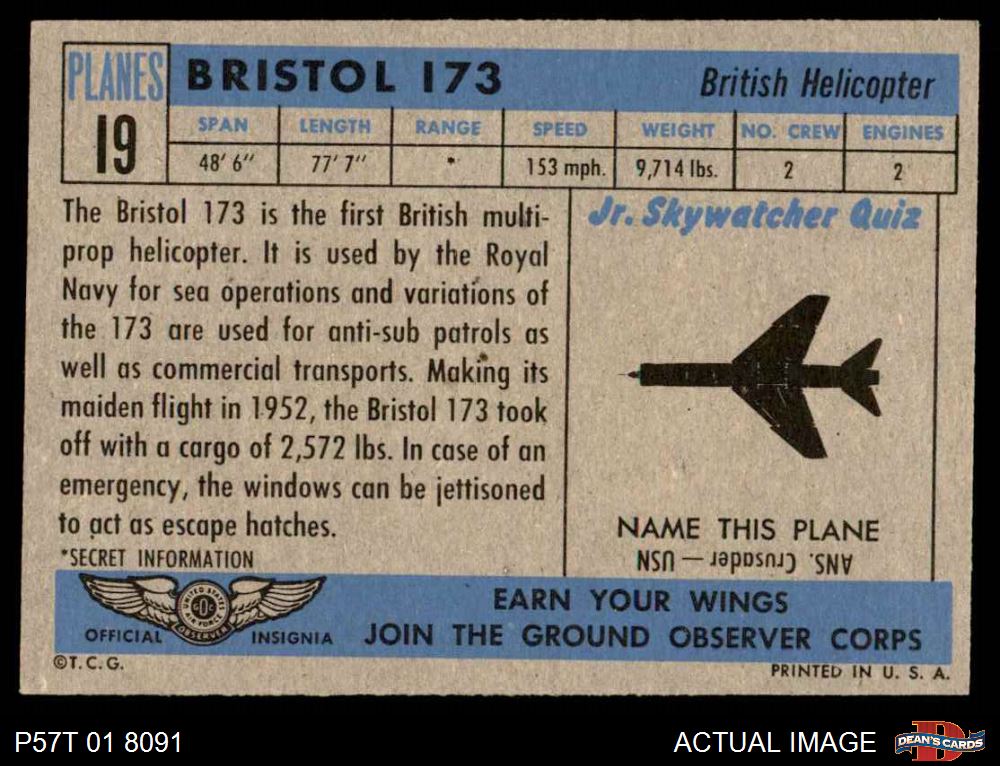 PLANES
19
BRISTOL 173
British Helicopter
SPAN LENGTH RANGE SPEED WEIGHT NO. CREW ENGINES
48' 6" 77' 7" * 153 mph. 9,714 lbs. 2 2
The Bristol 173 is the first British multi-
prop helicopter. It is used by the Royal
Navy for sea operations and variations of
the 173 are used for anti-sub patrols as
well as commercial transports. Making its
maiden flight in 1952, the Bristol 173 took
off with a cargo of 2,572 lbs. In case of an
emergency, the windows can be jettisoned
to act as escape hatches.
*SECRET INFORMATION
Jr. Skywatcher Quiz
NAME THIS PLANE
ANS. Crusader — USN
UNITED STATES
GOC
AIR FORCE
OBSERVER
OFFICIAL INSIGNIA
EARN YOUR WINGS
JOIN THE GROUND OBSERVER CORPS
©T.C.G.
PRINTED IN U. S. A.
P57T 01 8091
ACTUAL IMAGE
DEAN'S CARDS